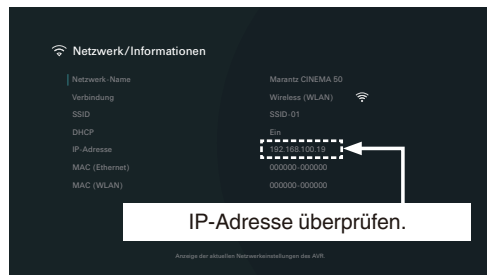 Netzwerk/Informationen
Netzwerk-Name Marantz CINEMA 50
Verbindung Wireless (WLAN)
SSID SSID-01
DHCP Ein
IP-Adresse 192.168.100.19
MAC (Ethernet) 000000-000000
MAC (WLAN) 000000-000000
IP-Adresse überprüfen.
Anzeige der aktuellen Netzwerkeinstellungen des AVR.